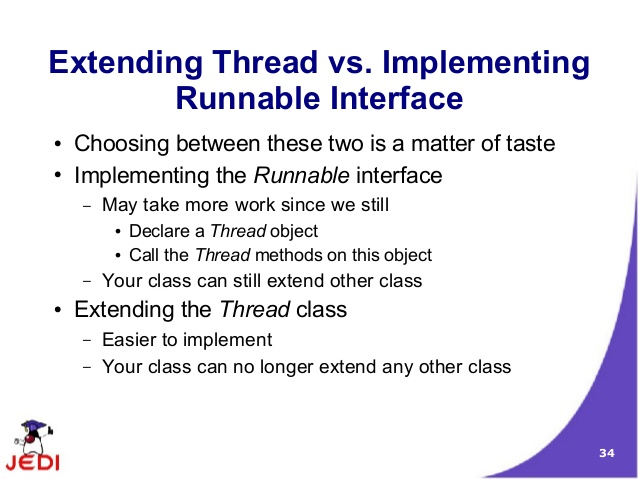 Extending Thread vs. Implementing
Runnable Interface
• Choosing between these two is a matter of taste
• Implementing the Runnable interface
– May take more work since we still
• Declare a Thread object
• Call the Thread methods on this object
– Your class can still extend other class
• Extending the Thread class
– Easier to implement
– Your class can no longer extend any other class
JEDI
34